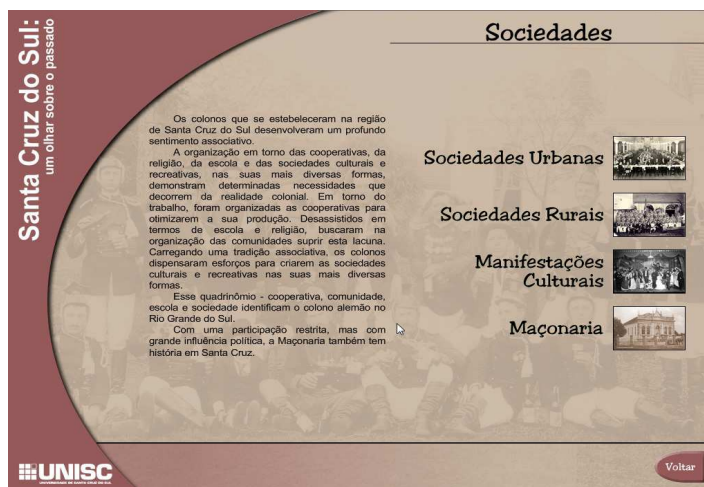 Santa Cruz do Sul:
um olhar sobre o passado
Sociedades
Os colonos que se estebeleceram na região
de Santa Cruz do Sul desenvolveram um profundo
sentimento associativo.
A organização em torno das cooperativas, da
religião, da escola e das sociedades culturais e
recreativas, nas suas mais diversas formas,
demonstram determinadas necessidades que
decorrem da realidade colonial. Em torno do
trabalho, foram organizadas as cooperativas para
otimizarem a sua produção. Desassistidos em
termos de escola e religião, buscaram na
organização das comunidades suprir esta lacuna.
Carregando uma tradição associativa, os colonos
dispensaram esforços para criarem as sociedades
culturais e recreativas nas suas mais diversas
formas.
Esse quadrinômio - cooperativa, comunidade,
escola e sociedade identificam o colono alemão no
Rio Grande do Sul.
Com uma participação restrita, mas com
grande influência política, a Maçonaria também tem
história em Santa Cruz.
Sociedades Urbanas
Sociedades Rurais
Manifestações
Culturais
Maçonaria
UNISC
UNIVERSIDADE DE SANTA CRUZ DO SUL
Voltar